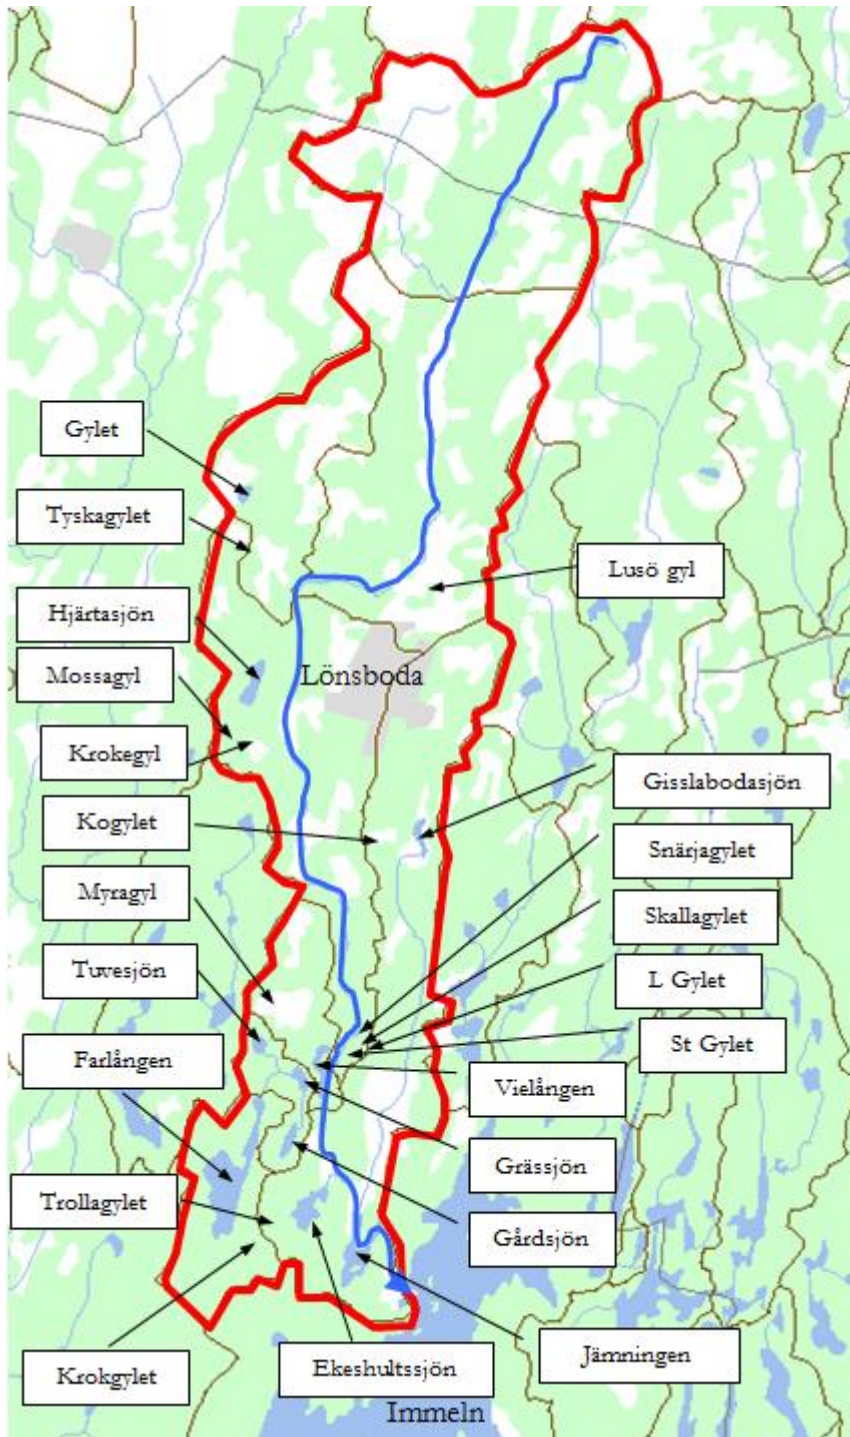 Gylet
Tyskagylet
Lusö gyl
Hjärtasjön
Lönsboda
Mossagyl
Krokegyl
Gisslabodasjön
Kogylet
Snärjagylet
Myragyl
Skallagylet
Tuvesjön
L Gylet
St Gylet
Farlången
Vielången
Grässjön
Trollagylet
Gårdsjön
Jämningen
Ekeshultssjön
Krokgylet
Immeln